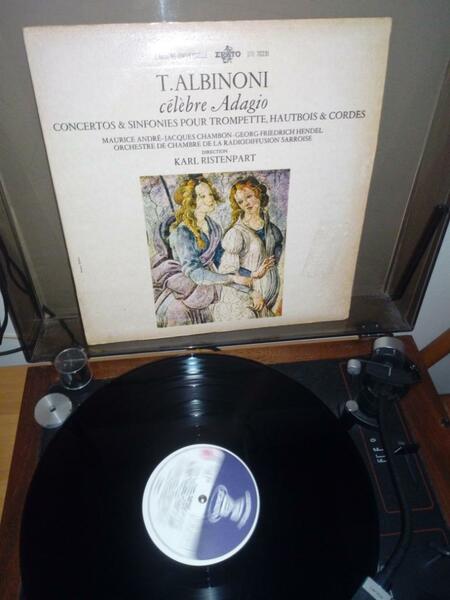 ERATO
T. ALBINONI
célèbre Adagio
CONCERTOS & SINFONIES POUR TROMPETTE, HAUTBOIS & CORDES
MAURICE ANDRÉ-JACQUES CHAMBON-GEORG-FRIEDRICH HENDEL
ORCHESTRE DE CHAMBRE DE LA RADIODIFFUSION SARROISE
DIRECTION
KARL RISTENPART